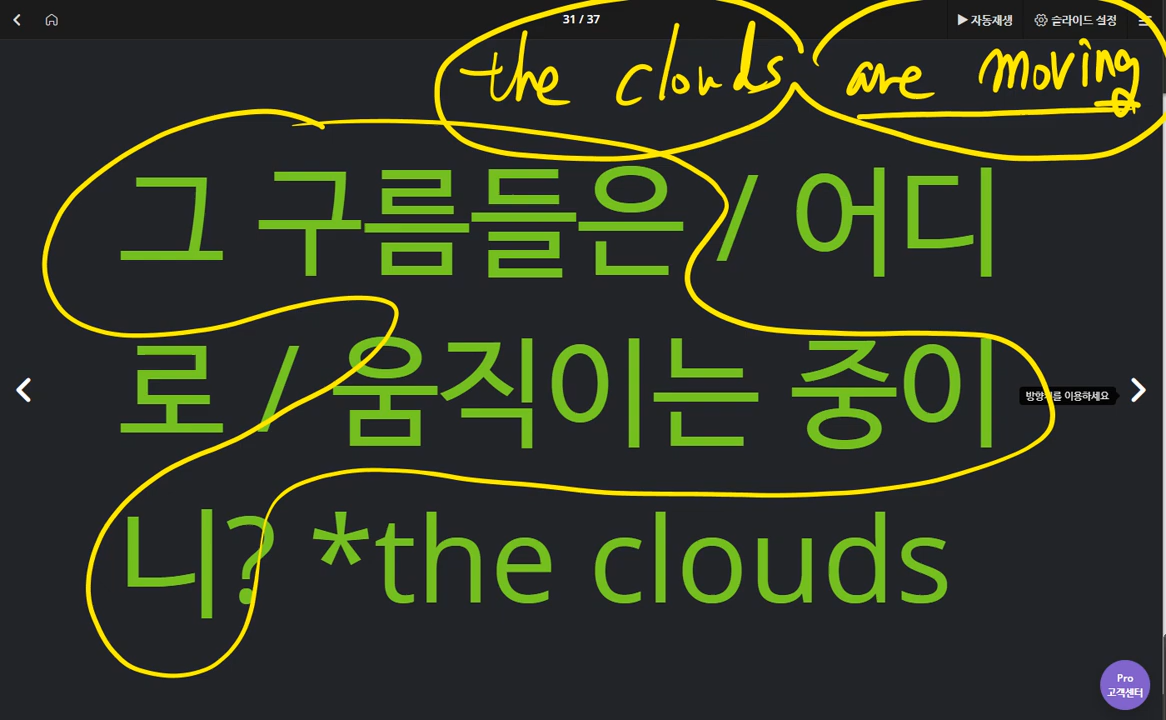 31 / 37
▶ 자동재생
슬라이드 설정
the clouds are moving
그 구름들은 / 어디
로 / 움직이는 중이
니? *the clouds
Pro
고객센터